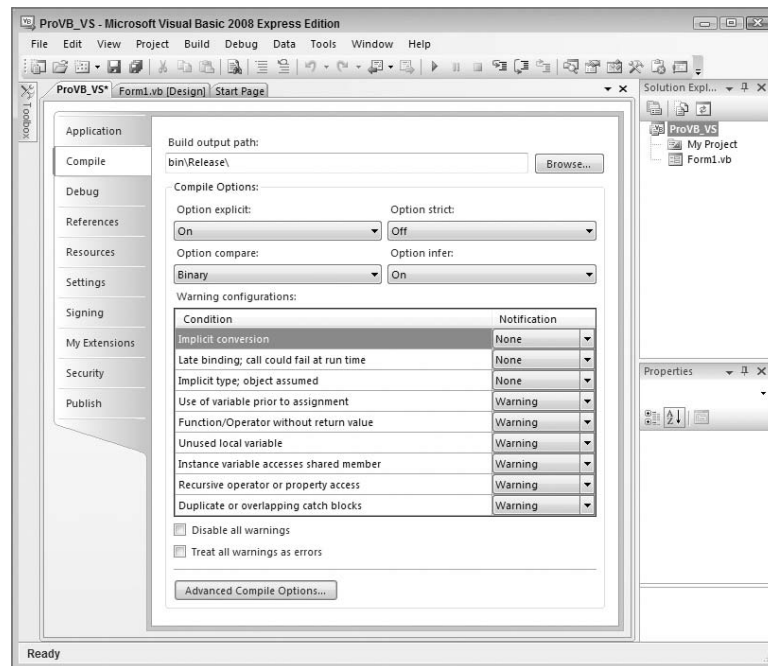 ProVB_VS - Microsoft Visual Basic 2008 Express Edition
File Edit View Project Build Debug Data Tools Window Help
Toolbox
ProVB_VS* Form1.vb [Design] Start Page
Application
Compile
Debug
References
Resources
Settings
Signing
My Extensions
Security
Publish
Build output path:
bin\Release\
Browse...
Compile Options:
Option explicit: Option strict:
On Off
Option compare: Option infer:
Binary On
Warning configurations:
Condition Notification
Implicit conversion None
Late binding; call could fail at run time None
Implicit type; object assumed None
Use of variable prior to assignment Warning
Function/Operator without return value Warning
Unused local variable Warning
Instance variable accesses shared member Warning
Recursive operator or property access Warning
Duplicate or overlapping catch blocks Warning
Disable all warnings
Treat all warnings as errors
Advanced Compile Options...
Solution Expl...
ProVB_VS
My Project
Form1.vb
Properties
Ready